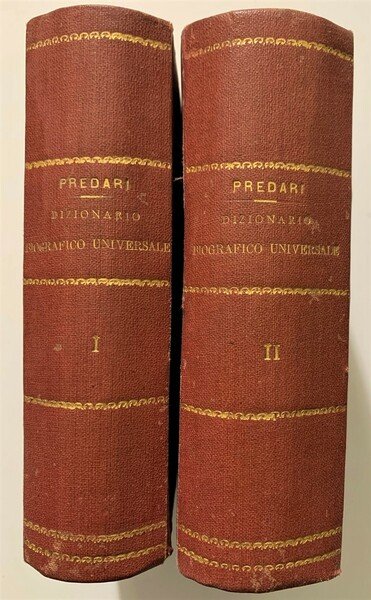 PREDARI
DIZIONARIO
BIOGRAFICO UNIVERSALE
I
PREDARI
DIZIONARIO
BIOGRAFICO UNIVERSALE
II